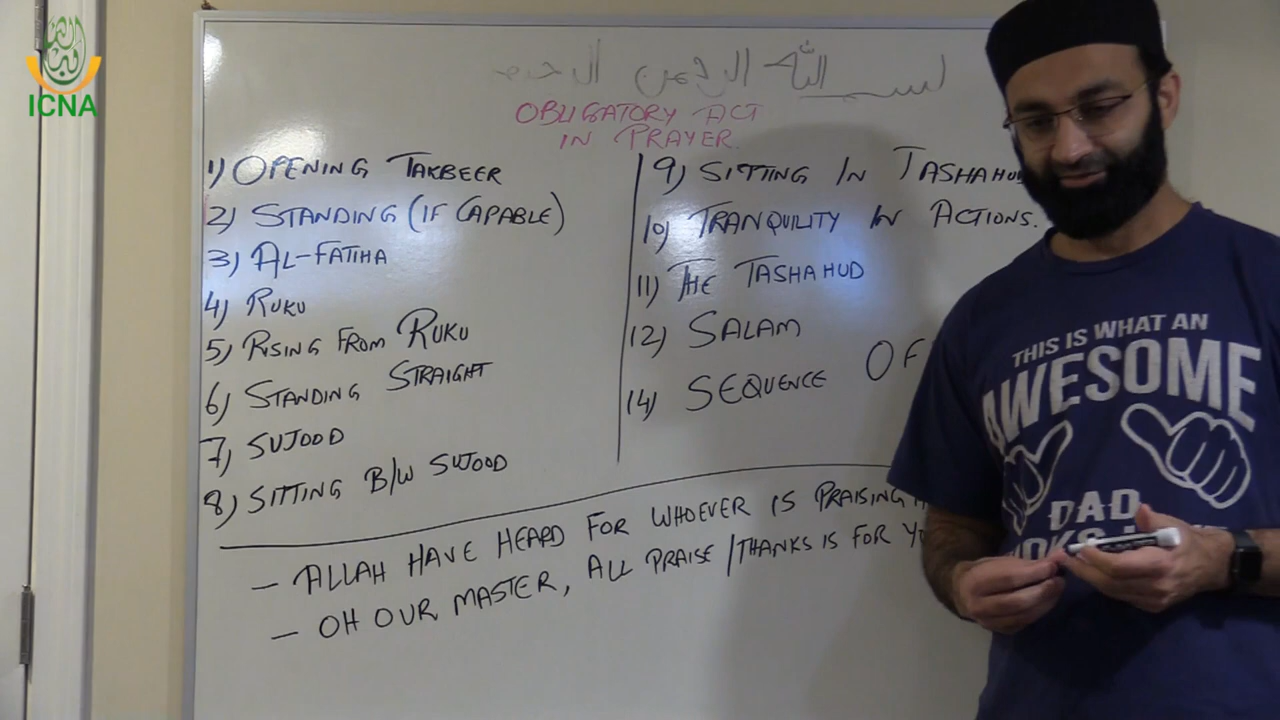 ICNA
بسم الله الرحمن الرحيم
OBLIGATORY ACT
IN PRAYER.
1) OPENING TAKBEER
2) STANDING (IF CAPABLE)
3) AL-FATIHA
4) RUKU
5) RISING FROM RUKU
6) STANDING STRAIGHT
7) SUJOOD
8) SITTING B/W SUJOOD
9) SITTING IN TASHAHU
10) TRANQUILITY IN ACTIONS.
11) THE TASHAHUD
12) SALAM
14) SEQUENCE OF
- ALLAH HAVE HEARD FOR WHOEVER IS PRAISING
- OH OUR MASTER, ALL PRAISE/THANKS IS FOR
THIS IS WHAT AN
AWESOME
DAD